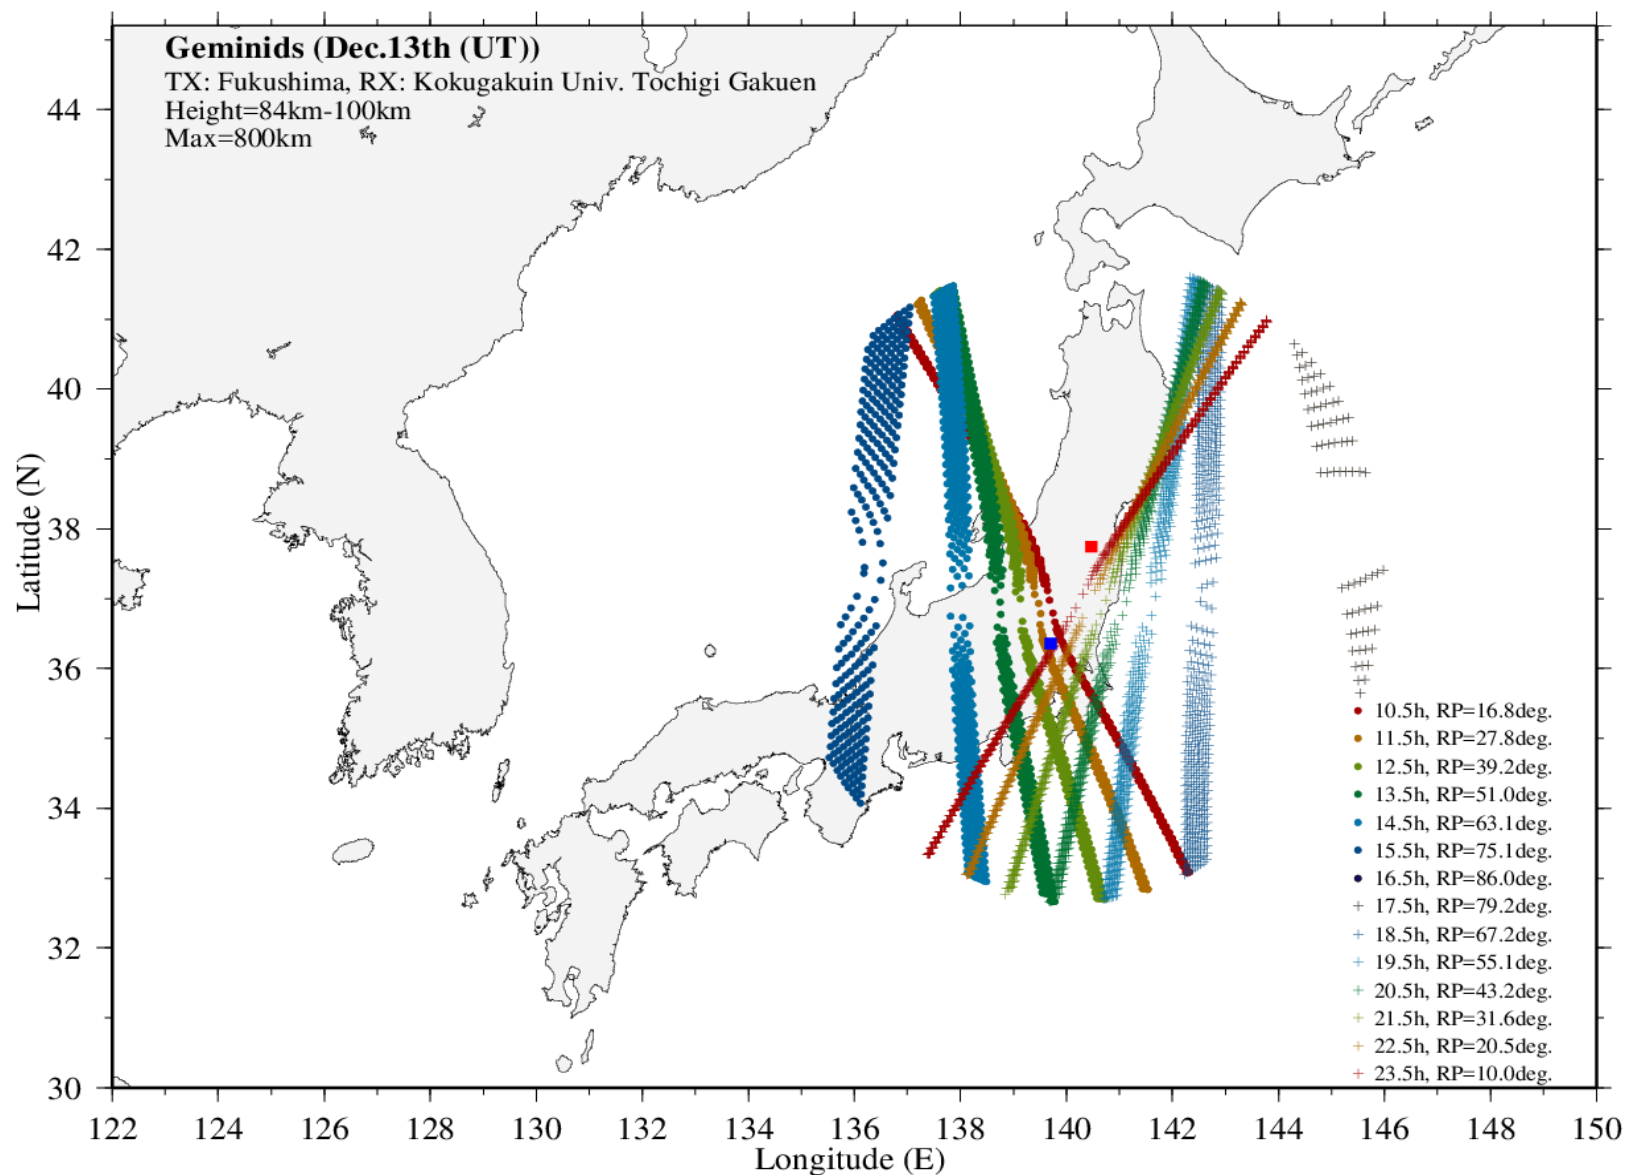 Geminids (Dec.13th (UT))
TX: Fukushima, RX: Kokugakuin Univ. Tochigi Gakuen
Height=84km-100km
Max=800km
44
42
40
38
36
34
32
30
Latitude (N)
10.5h, RP=16.8deg.
11.5h, RP=27.8deg.
12.5h, RP=39.2deg.
13.5h, RP=51.0deg.
14.5h, RP=63.1deg.
15.5h, RP=75.1deg.
16.5h, RP=86.0deg.
17.5h, RP=79.2deg.
18.5h, RP=67.2deg.
19.5h, RP=55.1deg.
20.5h, RP=43.2deg.
21.5h, RP=31.6deg.
22.5h, RP=20.5deg.
23.5h, RP=10.0deg.
122 124 126 128 130 132 134 136 138 140 142 144 146 148 150
Longitude (E)